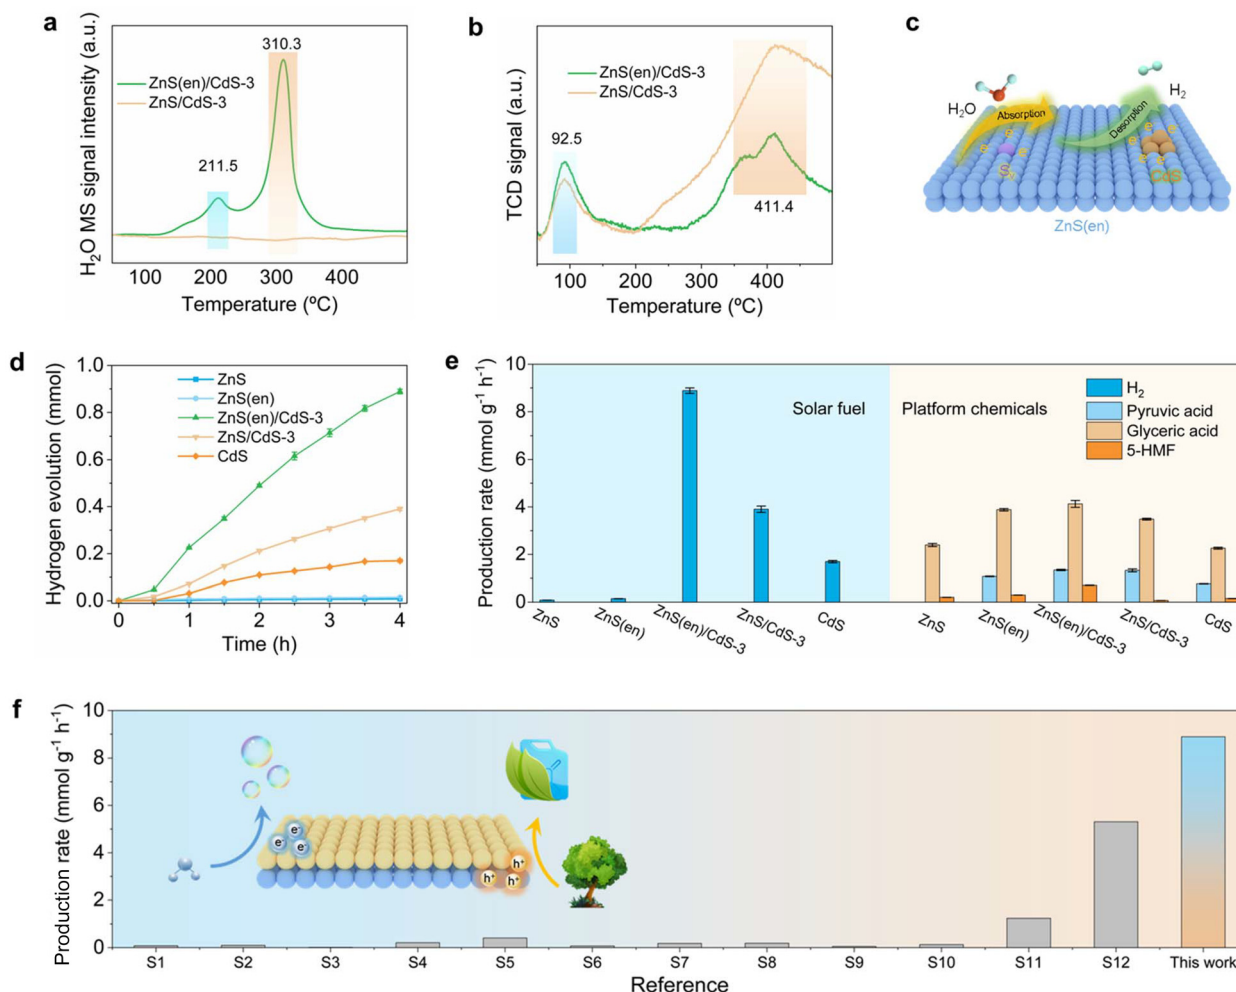 a
H₂O MS signal intensity (a.u.)
310.3
ZnS(en)/CdS-3
ZnS/CdS-3
211.5
100 200 300 400
Temperature (ºC)
b
TCD signal (a.u.)
ZnS(en)/CdS-3
ZnS/CdS-3
92.5
411.4
100 200 300 400 500
Temperature (ºC)
c
H₂O
Absorption
Desorption
H₂
e e e
e e e e
CdS
ZnS(en)
d
Hydrogen evolution (mmol)
1.0
0.8
0.6
0.4
0.2
0.0
ZnS
ZnS(en)
ZnS(en)/CdS-3
ZnS/CdS-3
CdS
0 1 2 3 4
Time (h)
e
Production rate (mmol g⁻¹ h⁻¹)
10
8
6
4
2
0
Solar fuel
Platform chemicals
H₂
Pyruvic acid
Glyceric acid
5-HMF
ZnS ZnS(en) ZnS(en)/CdS-3 ZnS/CdS-3 CdS
ZnS ZnS(en) ZnS(en)/CdS-3 ZnS/CdS-3 CdS
f
Production rate (mmol g⁻¹ h⁻¹)
10
8
6
4
2
0
e⁻ e⁻ e⁻
h⁺ h⁺ h⁺
S1 S2 S3 S4 S5 S6 S7 S8 S9 S10 S11 S12 This work
Reference